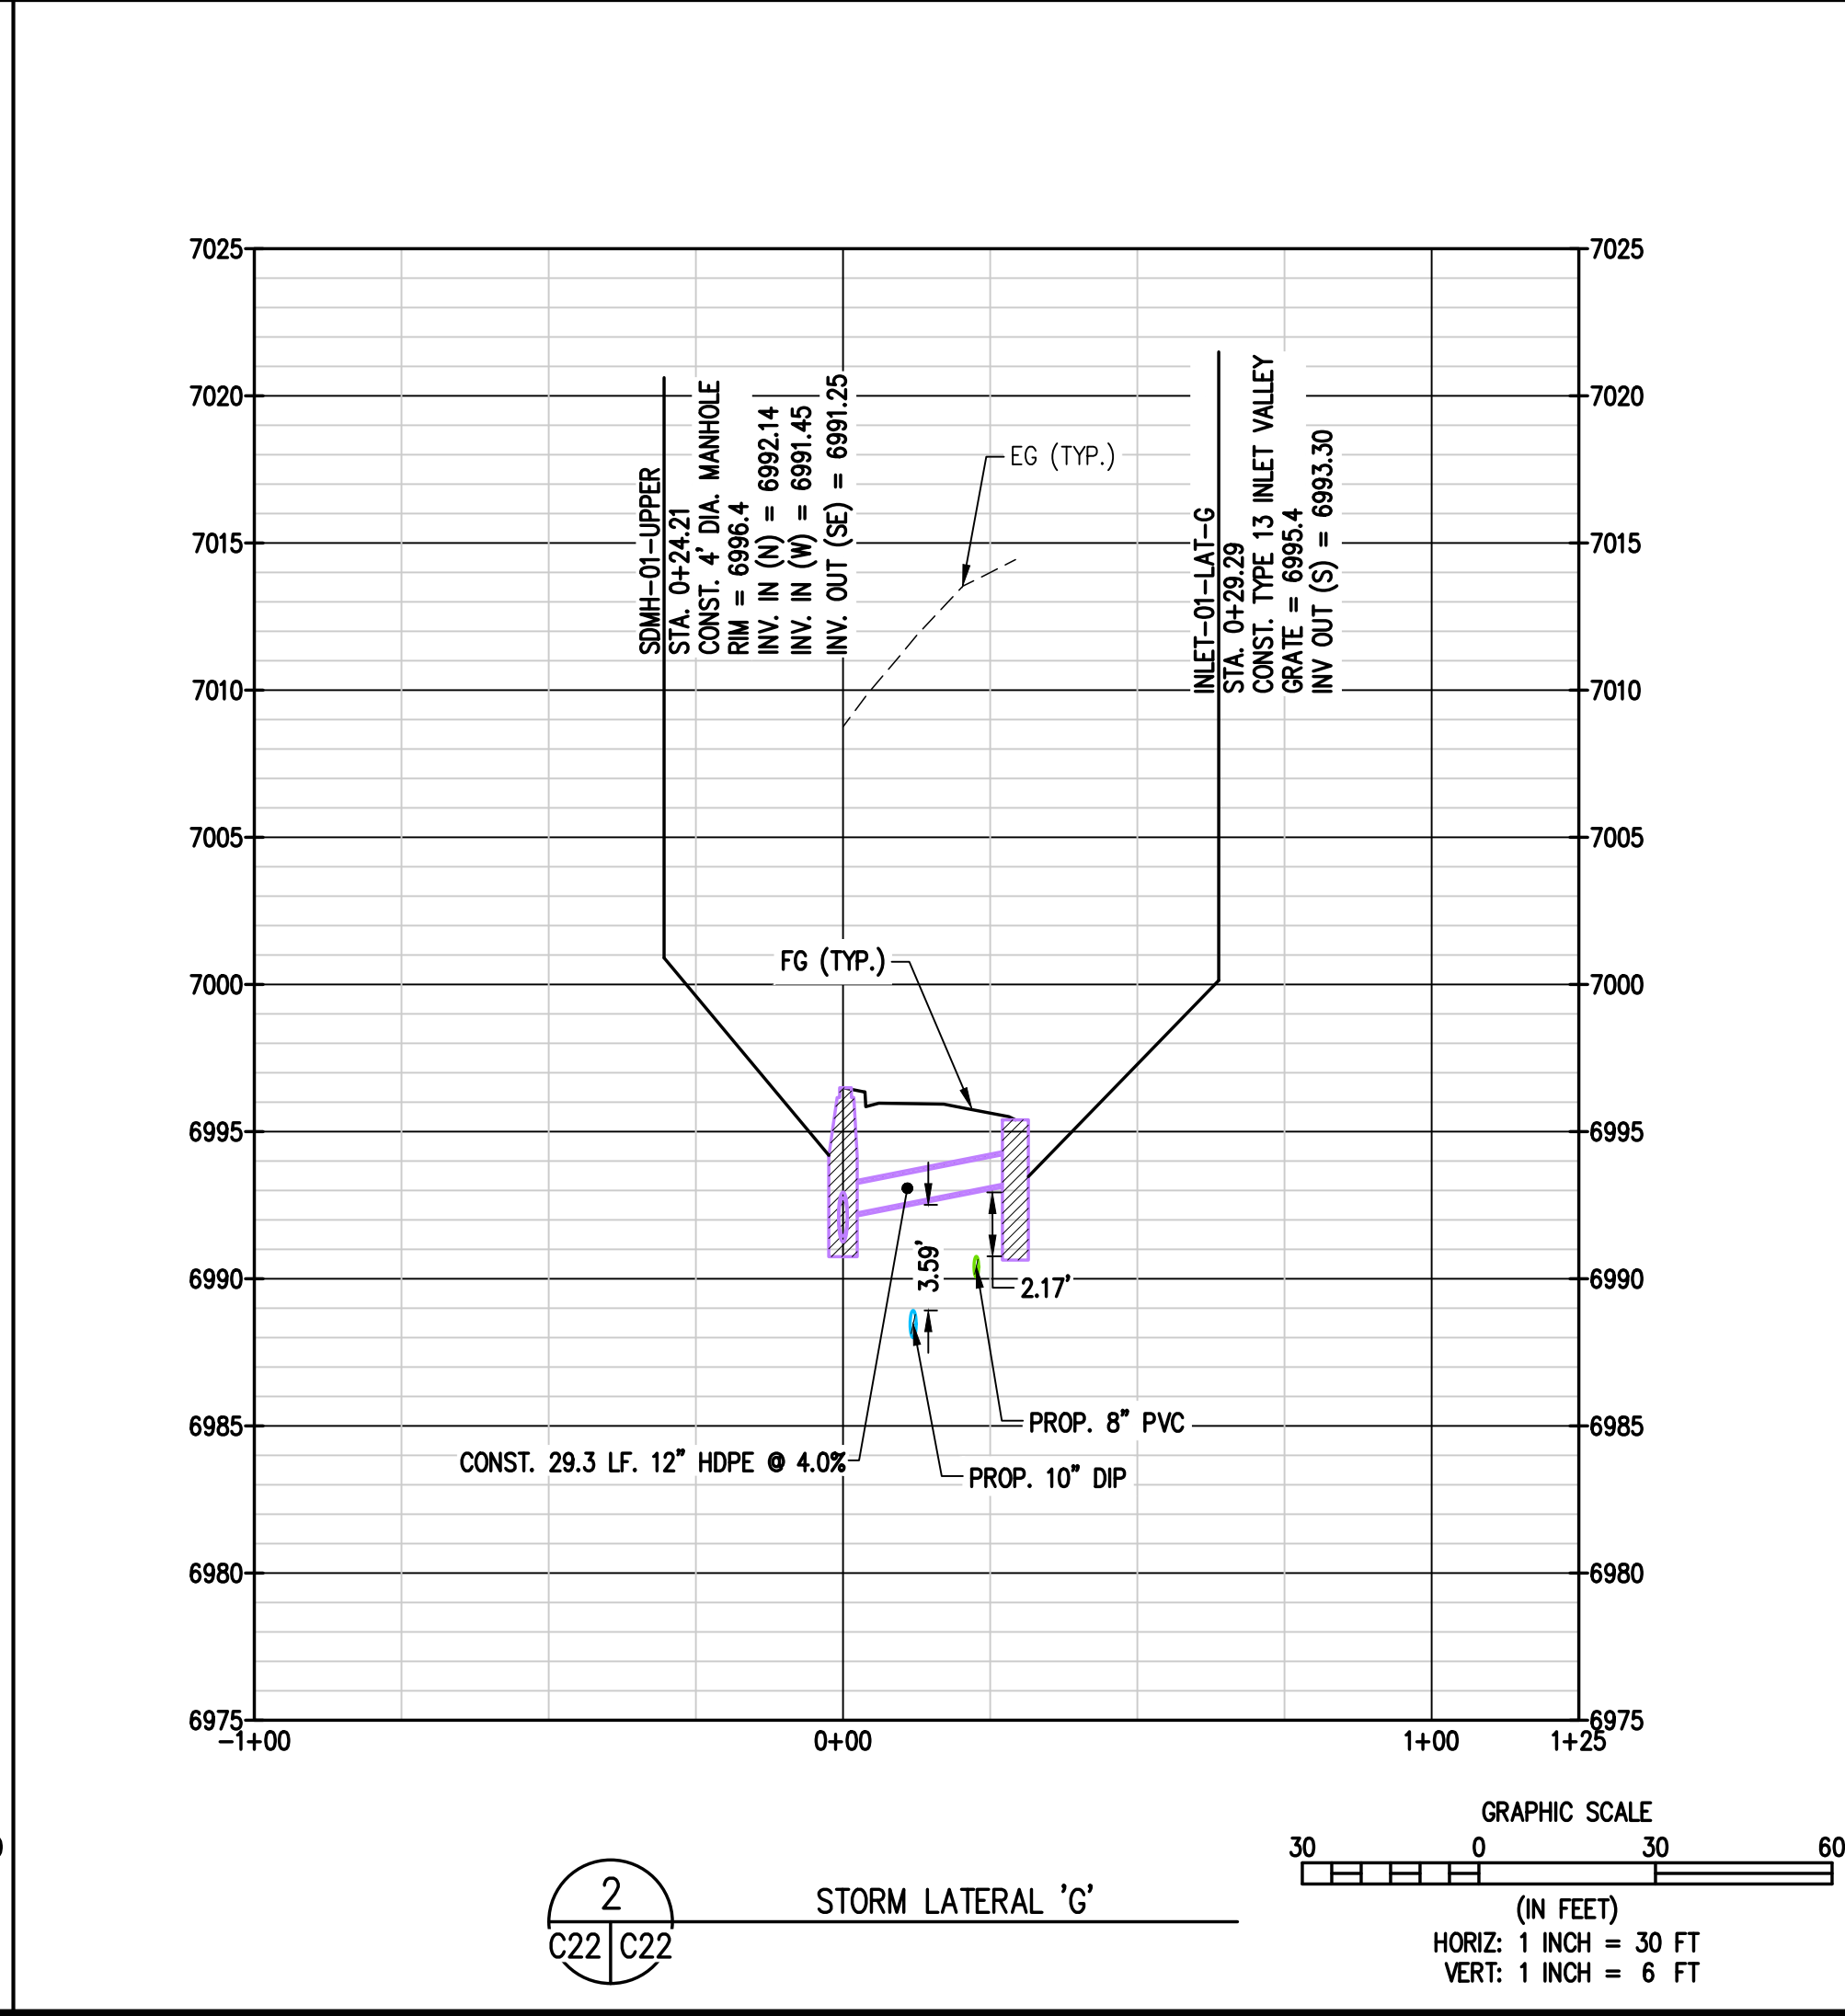 7025
7020
7015
7010
7005
7000
6995
6990
6985
6980
6975
7025
7020
7015
7010
7005
7000
6995
6990
6985
6980
6975
-1+00
0+00
1+00
1+25
SDMH-01-UPPER
STA. 0+24.21
CONST. 4' DIA. MANHOLE
RIM = 6996.4
INV. IN (N) = 6992.14
INV. IN (W) = 6991.45
INV. OUT (SE) = 6991.25
EG (TYP.)
INLET-01-LAT-G
STA. 0+29.29
CONST. TYPE 13 INLET VALLEY
GRATE = 6995.4
INV OUT (S) = 6993.30
FG (TYP.)
3.59'
2.17'
PROP. 8" PVC
CONST. 29.3 LF. 12" HDPE @ 4.0%
PROP. 10" DIP
2
C22 C22
STORM LATERAL 'G'
GRAPHIC SCALE
30 0 30 60
(IN FEET)
HORIZ: 1 INCH = 30 FT
VERT: 1 INCH = 6 FT